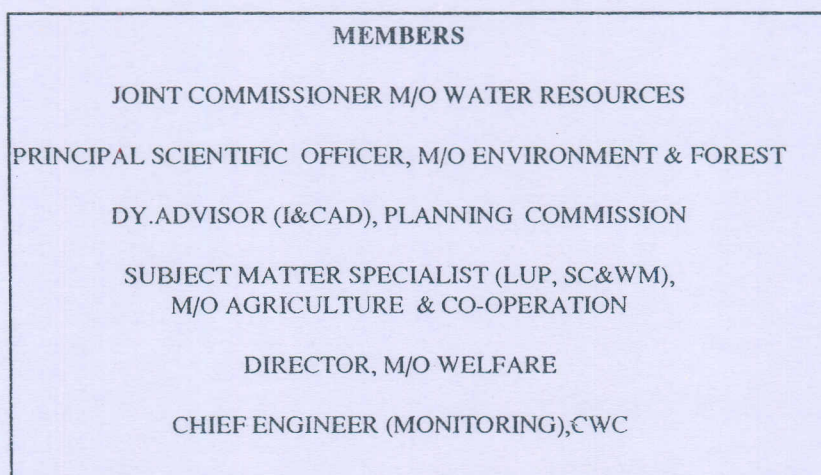 MEMBERS
JOINT COMMISSIONER M/O WATER RESOURCES
PRINCIPAL SCIENTIFIC OFFICER, M/O ENVIRONMENT & FOREST
DY.ADVISOR (I&CAD), PLANNING COMMISSION
SUBJECT MATTER SPECIALIST (LUP, SC&WM),
M/O AGRICULTURE & CO-OPERATION
DIRECTOR, M/O WELFARE
CHIEF ENGINEER (MONITORING),CWC